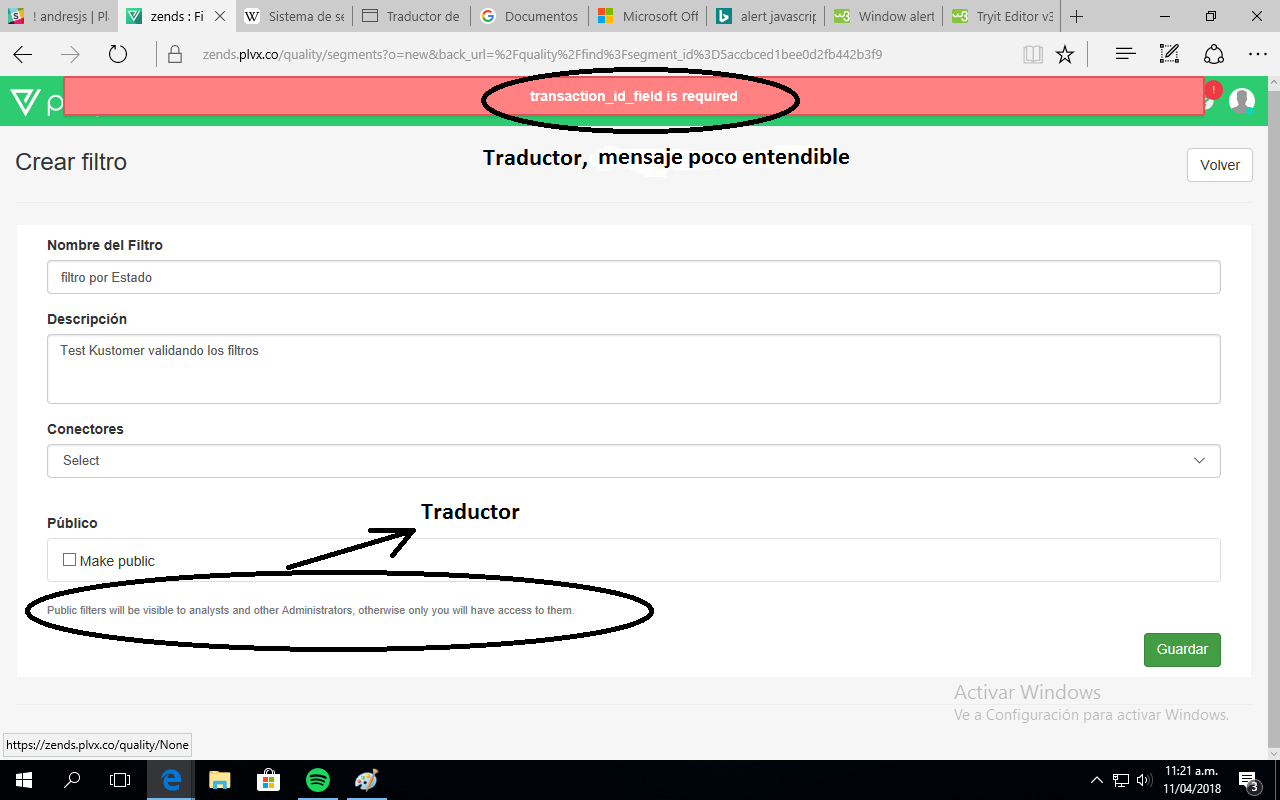 ! andresjs | Pl
zends : Fi
Sistema de se
Traductor de
Documentos
Microsoft Off
alert javascrip
Window alert
Tryit Editor v3
zends.plvx.co/quality/segments?o=new&back_url=%2Fquality%2Ffind%3Fsegment_id%3D5accbced1bee0d2fb442b3f9
transaction_id_field is required
!
Crear filtro
Traductor, mensaje poco entendible
Volver
Nombre del Filtro
filtro por Estado
Descripción
Test Kustomer validando los filtros
Conectores
Select
Traductor
Público
Make public
Public filters will be visible to analysts and other Administrators, otherwise only you will have access to them.
Guardar
Activar Windows
Ve a Configuración para activar Windows.
https://zends.plvx.co/quality/None
11:21 a.m.
11/04/2018
3